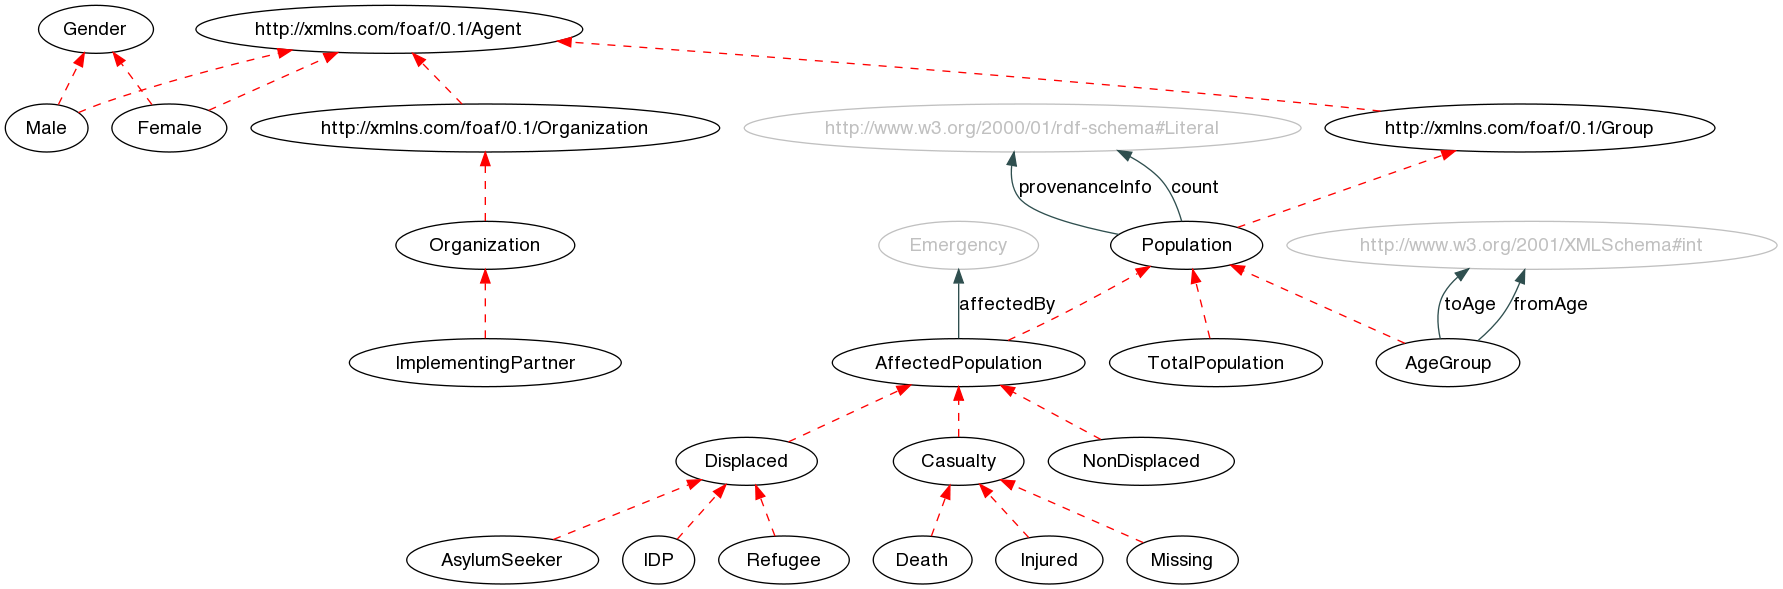 Gender
http://xmlns.com/foaf/0.1/Agent
Male
Female
http://xmlns.com/foaf/0.1/Organization
http://www.w3.org/2000/01/rdf-schema#Literal
http://xmlns.com/foaf/0.1/Group
provenanceInfo
count
Organization
Emergency
Population
http://www.w3.org/2001/XMLSchema#int
affectedBy
toAge
fromAge
ImplementingPartner
AffectedPopulation
TotalPopulation
AgeGroup
Displaced
Casualty
NonDisplaced
AsylumSeeker
IDP
Refugee
Death
Injured
Missing